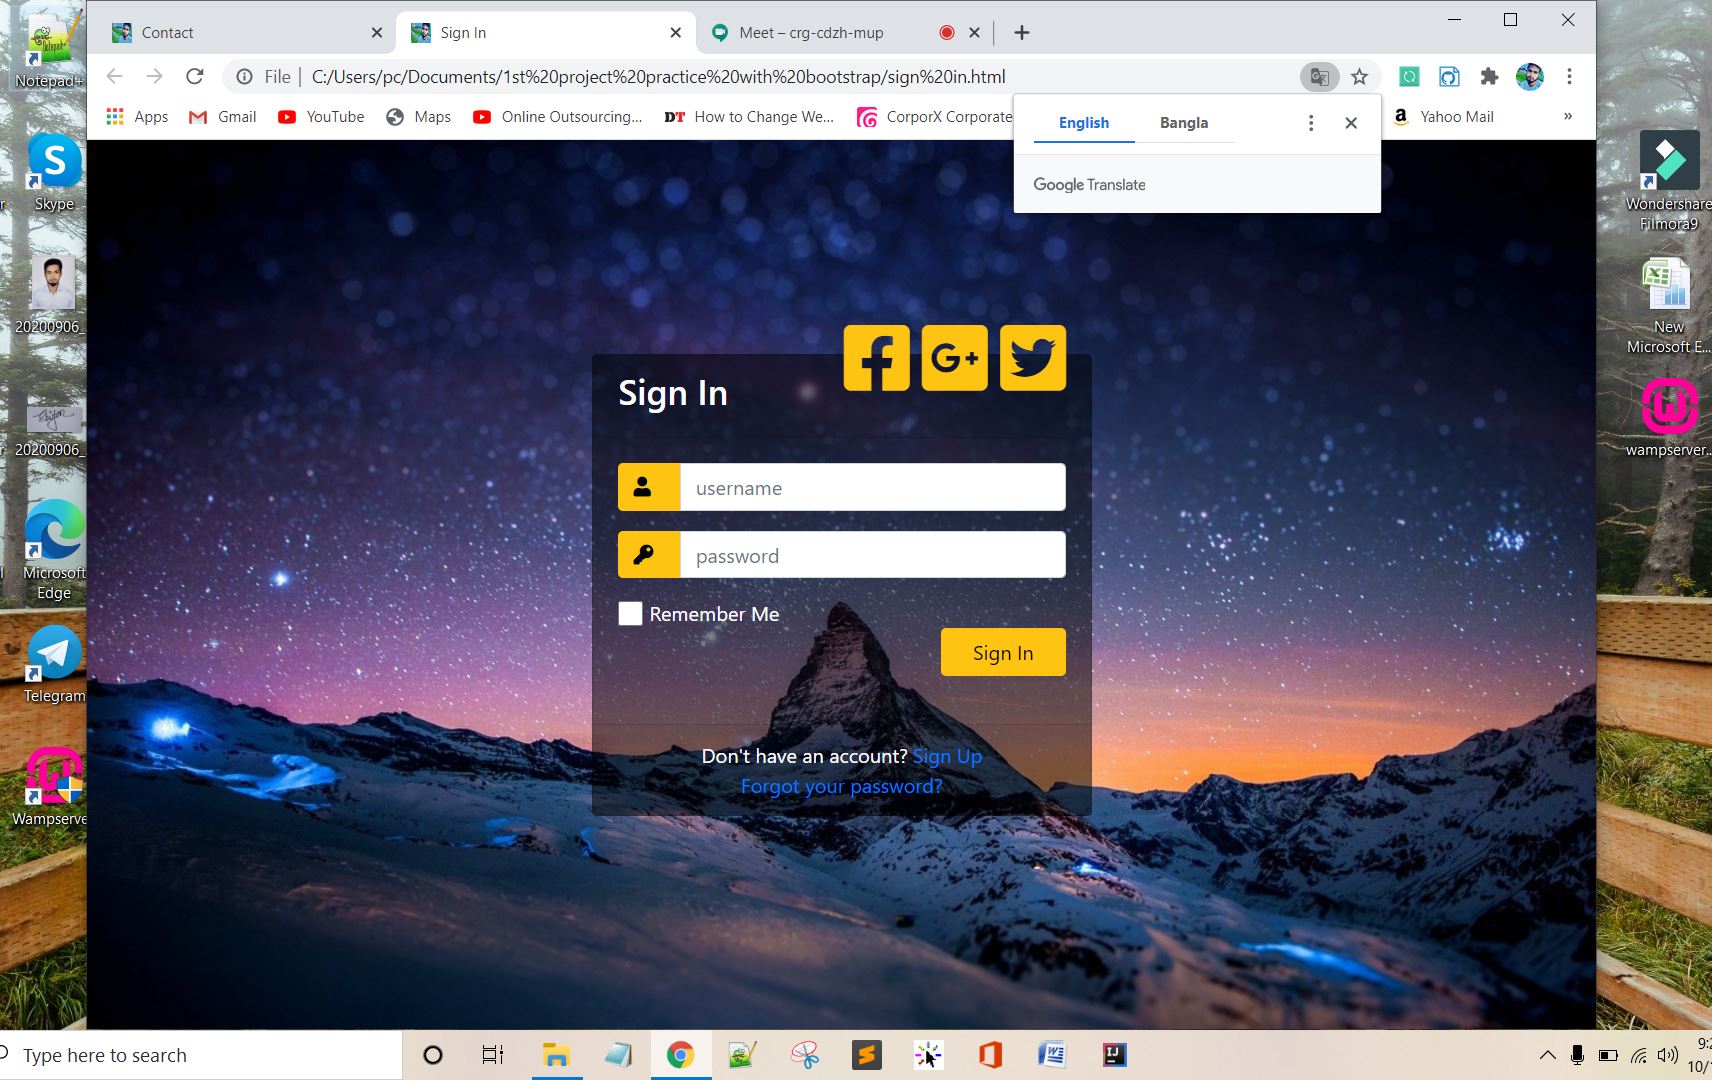 Contact
Sign In
Meet – crg-cdzh-mup
File
C:/Users/pc/Documents/1st%20project%20practice%20with%20bootstrap/sign%20in.html
Apps
Gmail
YouTube
Maps
Online Outsourcing...
DT How to Change We...
CorporX Corporate
Yahoo Mail
»
English
Bangla
Google Translate
Notepad+
Skype
20200906_
20200906_
Microsoft
Edge
Telegram
Wampserve
Wondershare
Filmora9
New
Microsoft E...
wampserver...
Sign In
username
password
Remember Me
Sign In
Don't have an account? Sign Up
Forgot your password?
Type here to search